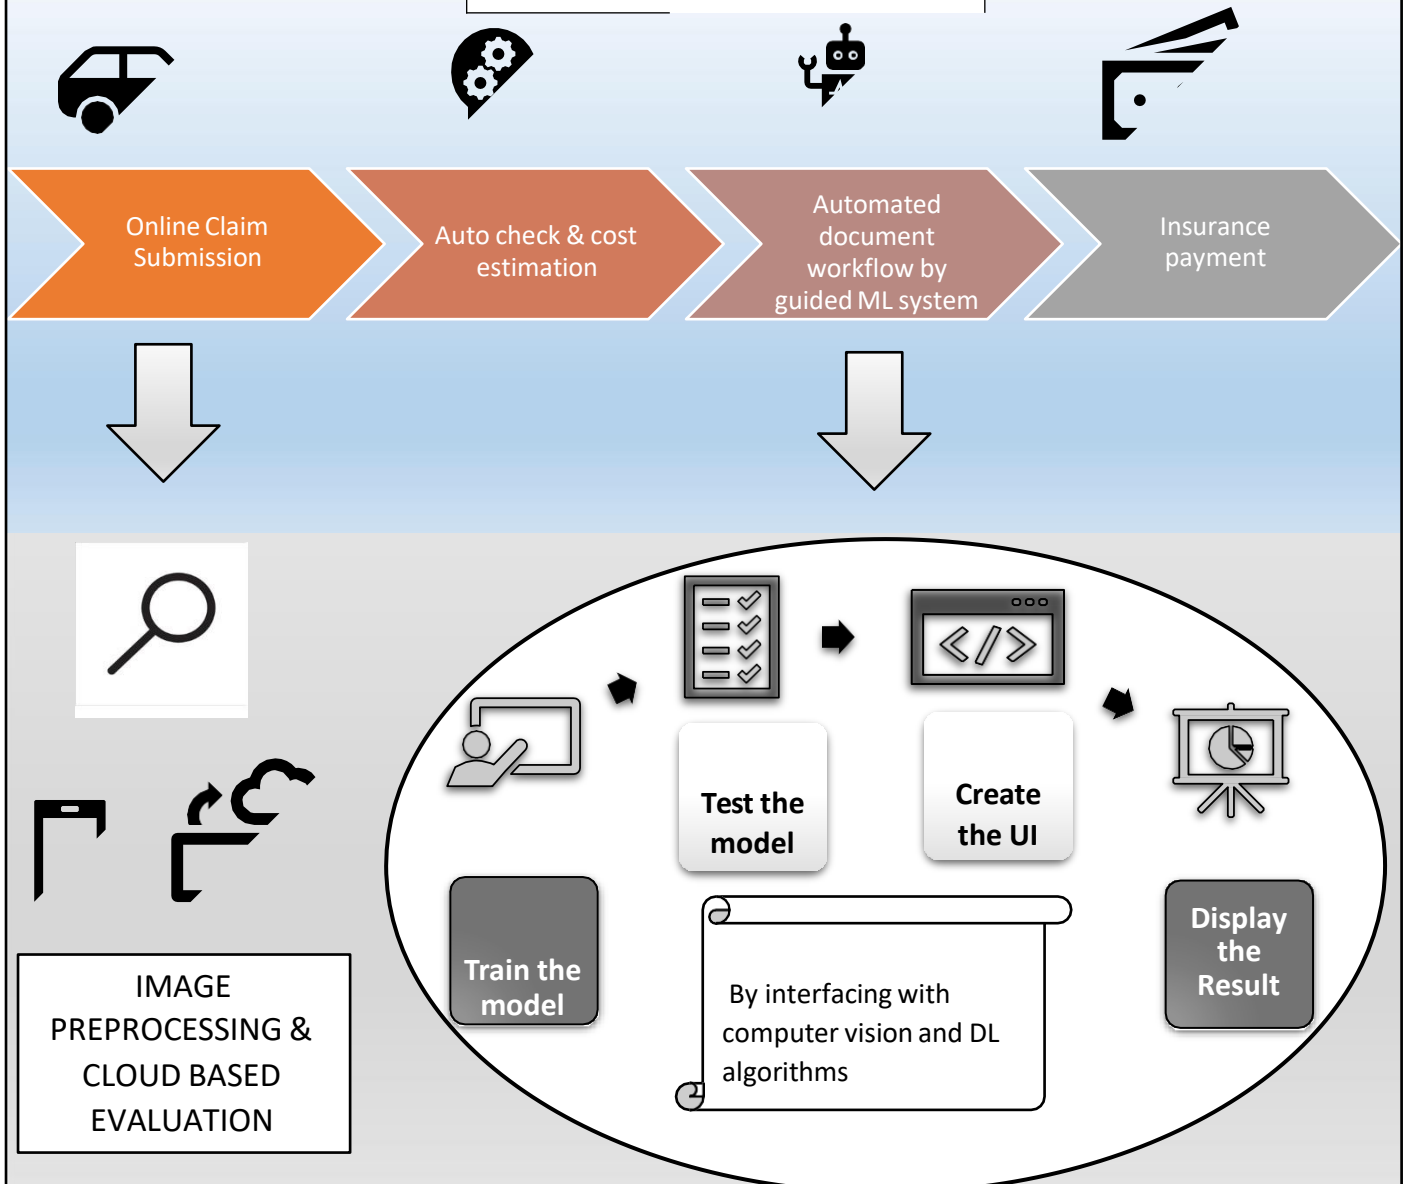 Online Claim
Submission
Auto check & cost
estimation
Automated
document
workflow by
guided ML system
Insurance
payment
Test the
model
Create
the UI
Train the
model
Display
the
Result
By interfacing with
computer vision and DL
algorithms
IMAGE
PREPROCESSING &
CLOUD BASED
EVALUATION